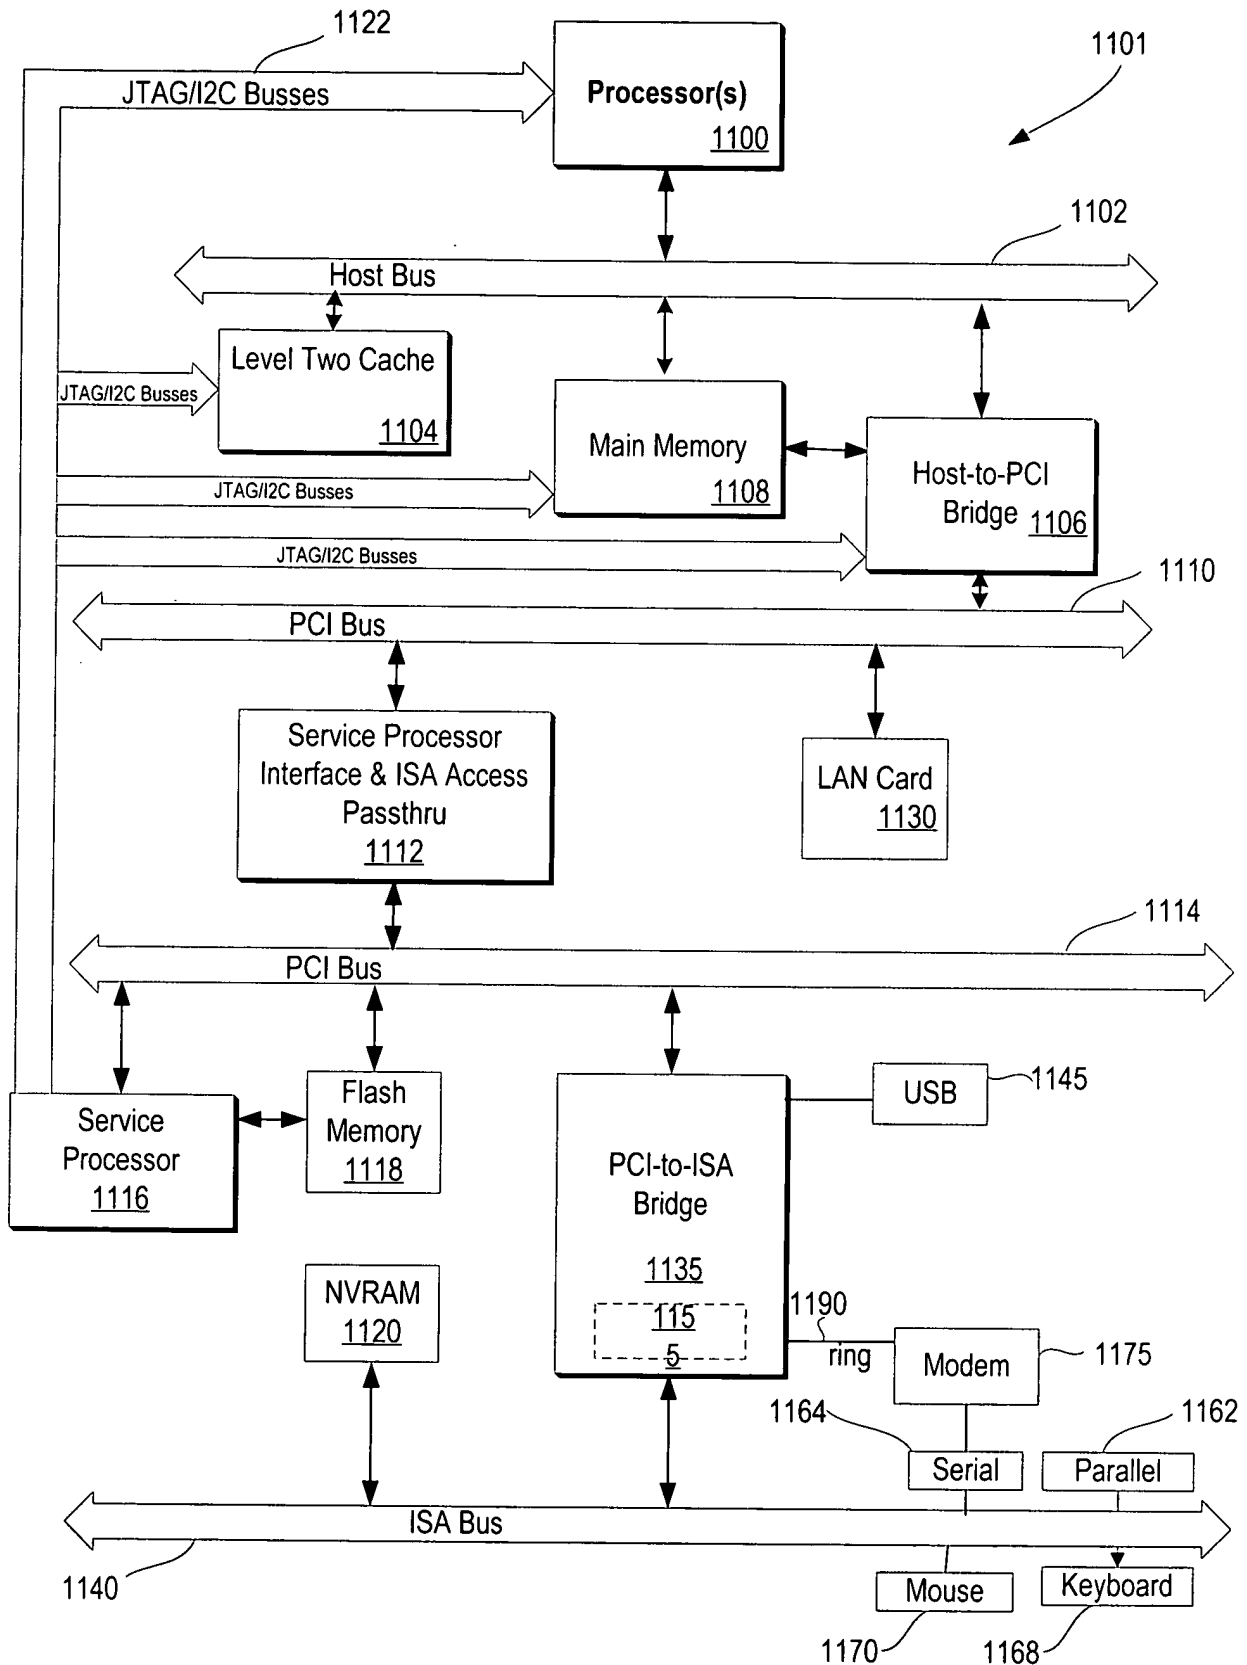 1122
1101
JTAG/I2C Busses
Processor(s)
1100
1102
Host Bus
Level Two Cache
1104
JTAG/I2C Busses
Main Memory
1108
Host-to-PCI
Bridge
1106
JTAG/I2C Busses
JTAG/I2C Busses
1110
PCI Bus
Service Processor
Interface & ISA Access
Passthru
1112
LAN Card
1130
1114
PCI Bus
Service
Processor
1116
Flash
Memory
1118
PCI-to-ISA
Bridge
1135
115
5
USB
1145
NVRAM
1120
1190
ring
Modem
1175
1164
1162
Serial
Parallel
ISA Bus
1140
Mouse
Keyboard
1170
1168